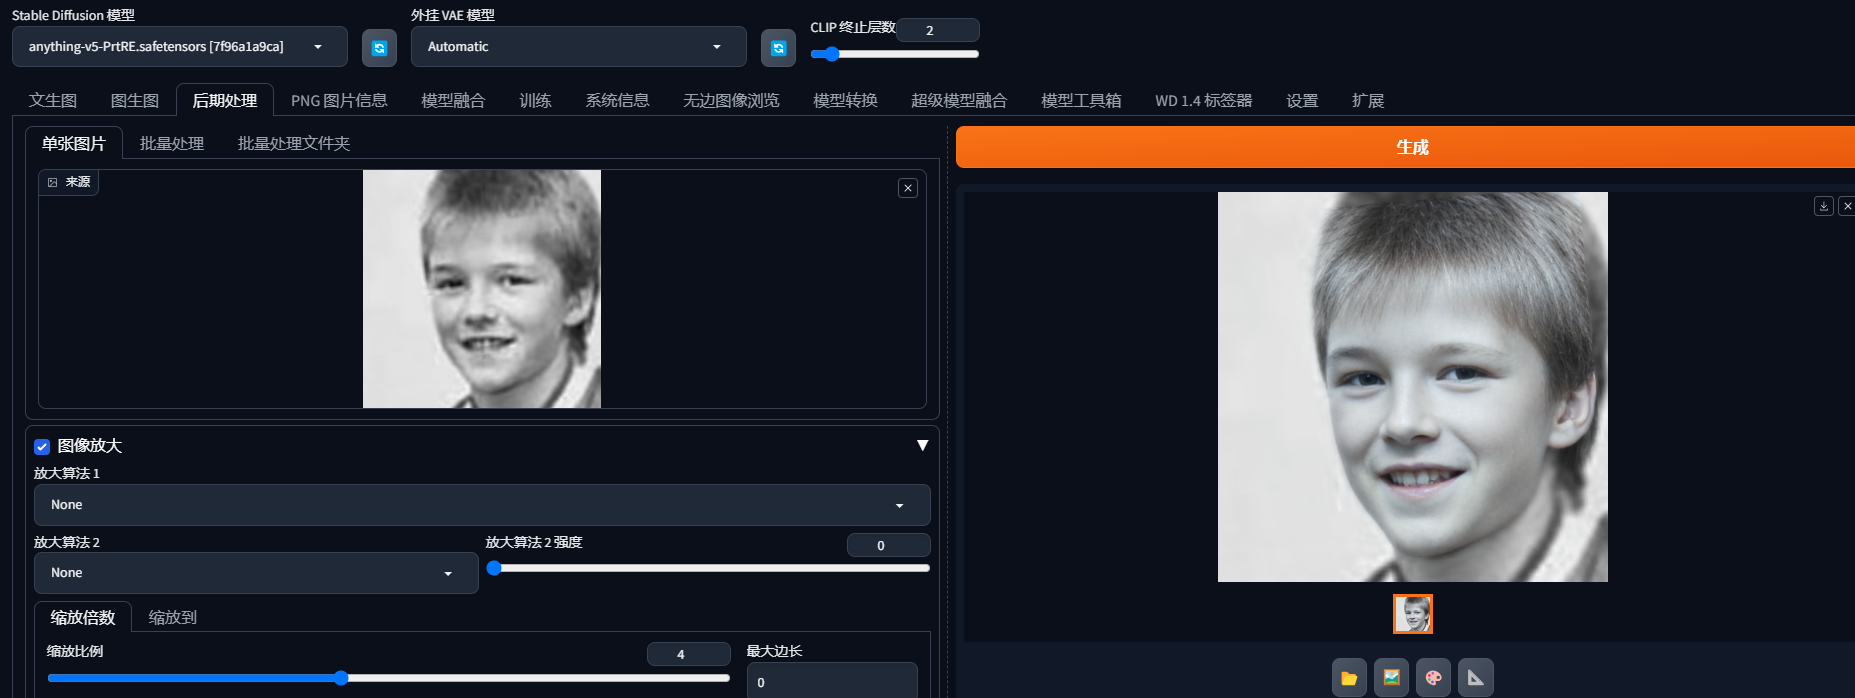 Stable Diffusion 模型
anything-v5-PrtRE.safetensors [7f96a1a9ca]
外挂 VAE 模型
Automatic
CLIP 终止层数
2
文生图
图生图
后期处理
PNG 图片信息
模型融合
训练
系统信息
无边图像浏览
模型转换
超级模型融合
模型工具箱
WD 1.4 标签器
设置
扩展
单张图片
批量处理
批量处理文件夹
来源
生成
图像放大
放大算法 1
None
放大算法 2
None
放大算法 2 强度
0
缩放倍数
缩放到
缩放比例
4
最大边长
0